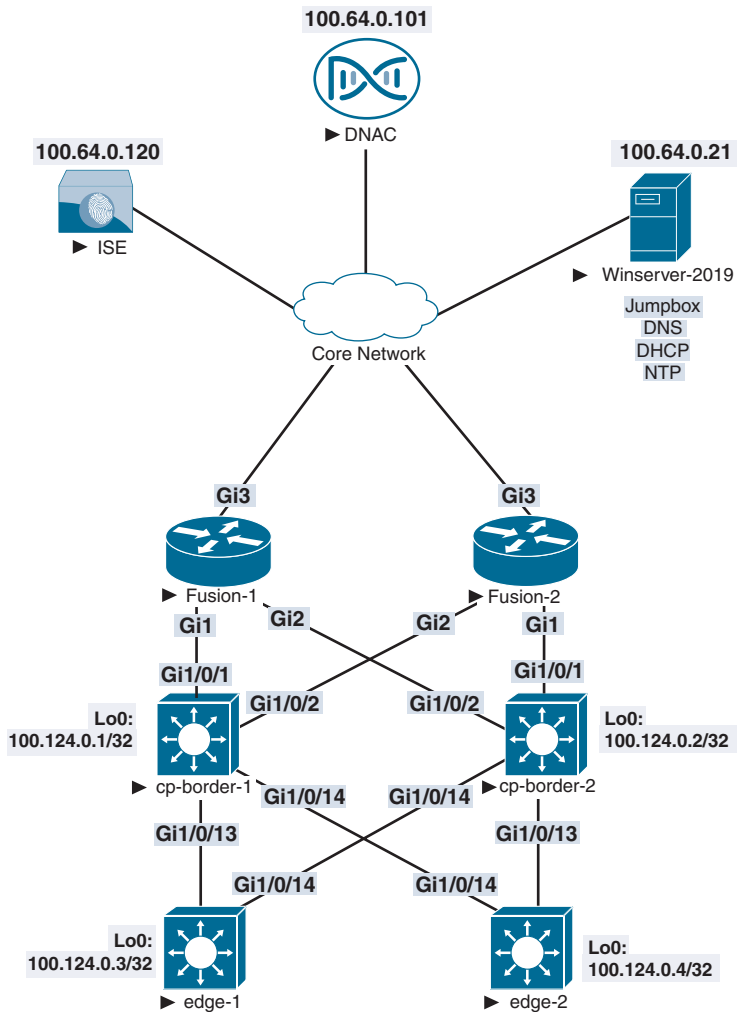 100.64.0.101
► DNAC
100.64.0.120
► ISE
100.64.0.21
► Winserver-2019
Jumpbox
DNS
DHCP
NTP
Core Network
Gi3
Gi3
► Fusion-1
► Fusion-2
Gi1
Gi2
Gi2
Gi1
Gi1/0/1
Gi1/0/2
Gi1/0/2
Gi1/0/1
Lo0:
100.124.0.1/32
Lo0:
100.124.0.2/32
► cp-border-1
► cp-border-2
Gi1/0/14
Gi1/0/14
Gi1/0/13
Gi1/0/13
Gi1/0/14
Gi1/0/14
Lo0:
100.124.0.3/32
Lo0:
100.124.0.4/32
► edge-1
► edge-2